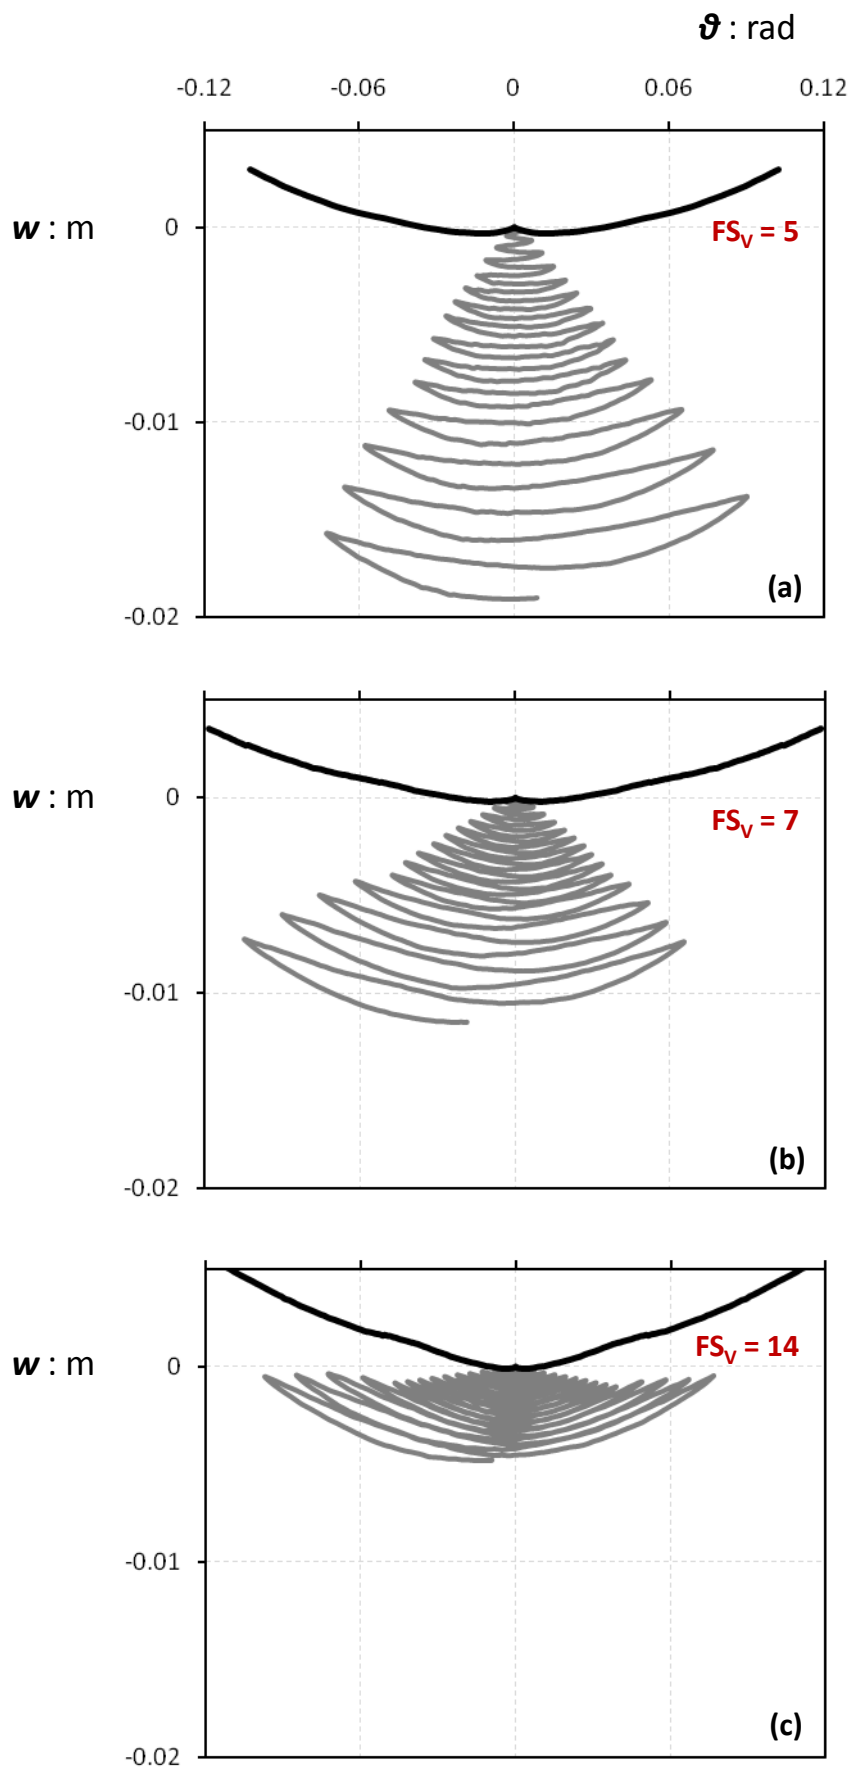 ϑ : rad
-0.12 -0.06 0 0.06 0.12
w : m
0
FSV = 5
-0.01
(a)
-0.02
w : m
0
FSV = 7
-0.01
(b)
-0.02
w : m
0
FSV = 14
-0.01
(c)
-0.02